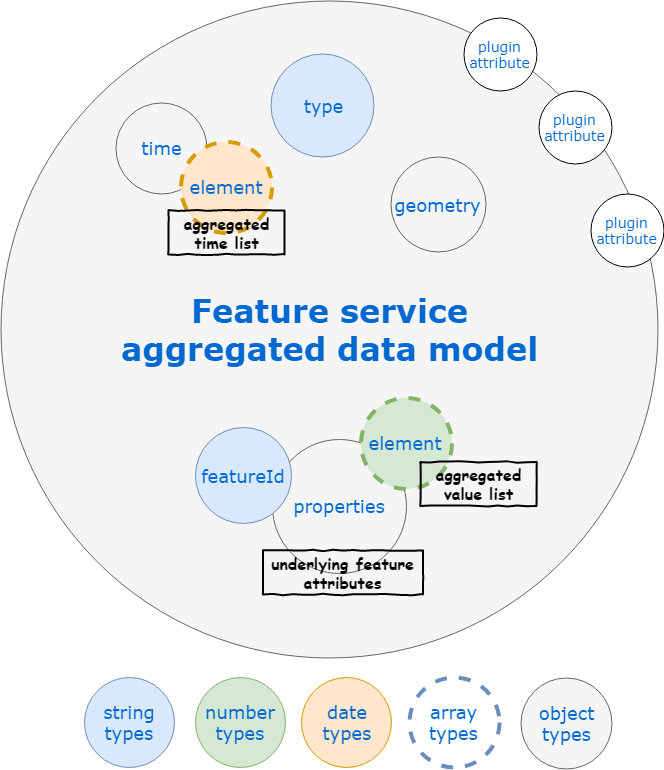 plugin
attribute
type
plugin
attribute
time
element
geometry
aggregated
time list
plugin
attribute
Feature service
aggregated data model
element
featureId
aggregated
value list
properties
underlying feature
attributes
string
types
number
types
date
types
array
types
object
types